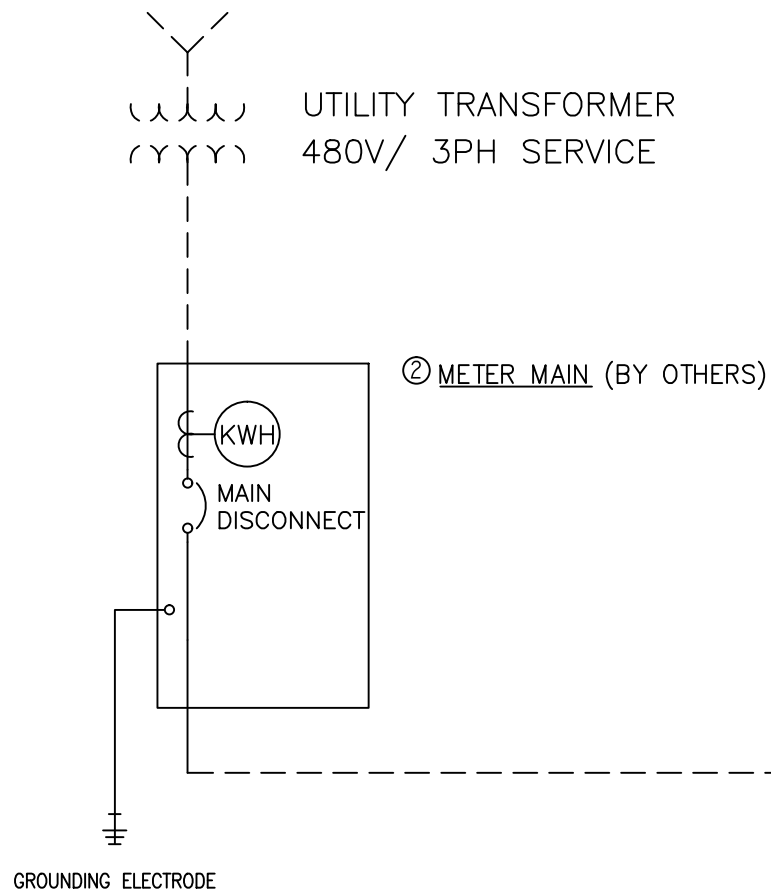 UTILITY TRANSFORMER
480V/ 3PH SERVICE
② METER MAIN (BY OTHERS)
KWH
MAIN
DISCONNECT
GROUNDING ELECTRODE